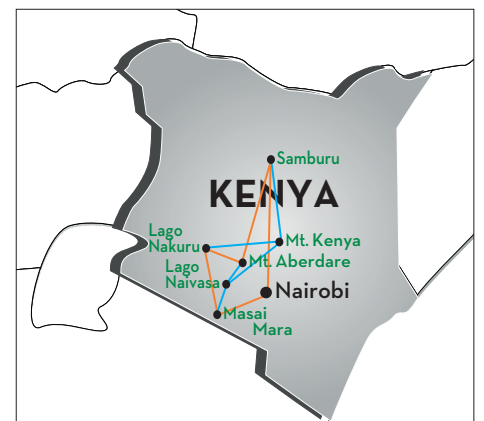 Samburu
KENYA
Lago
Nakuru
Mt. Kenya
Mt. Aberdare
Lago
Naivasa
Nairobi
Masai
Mara